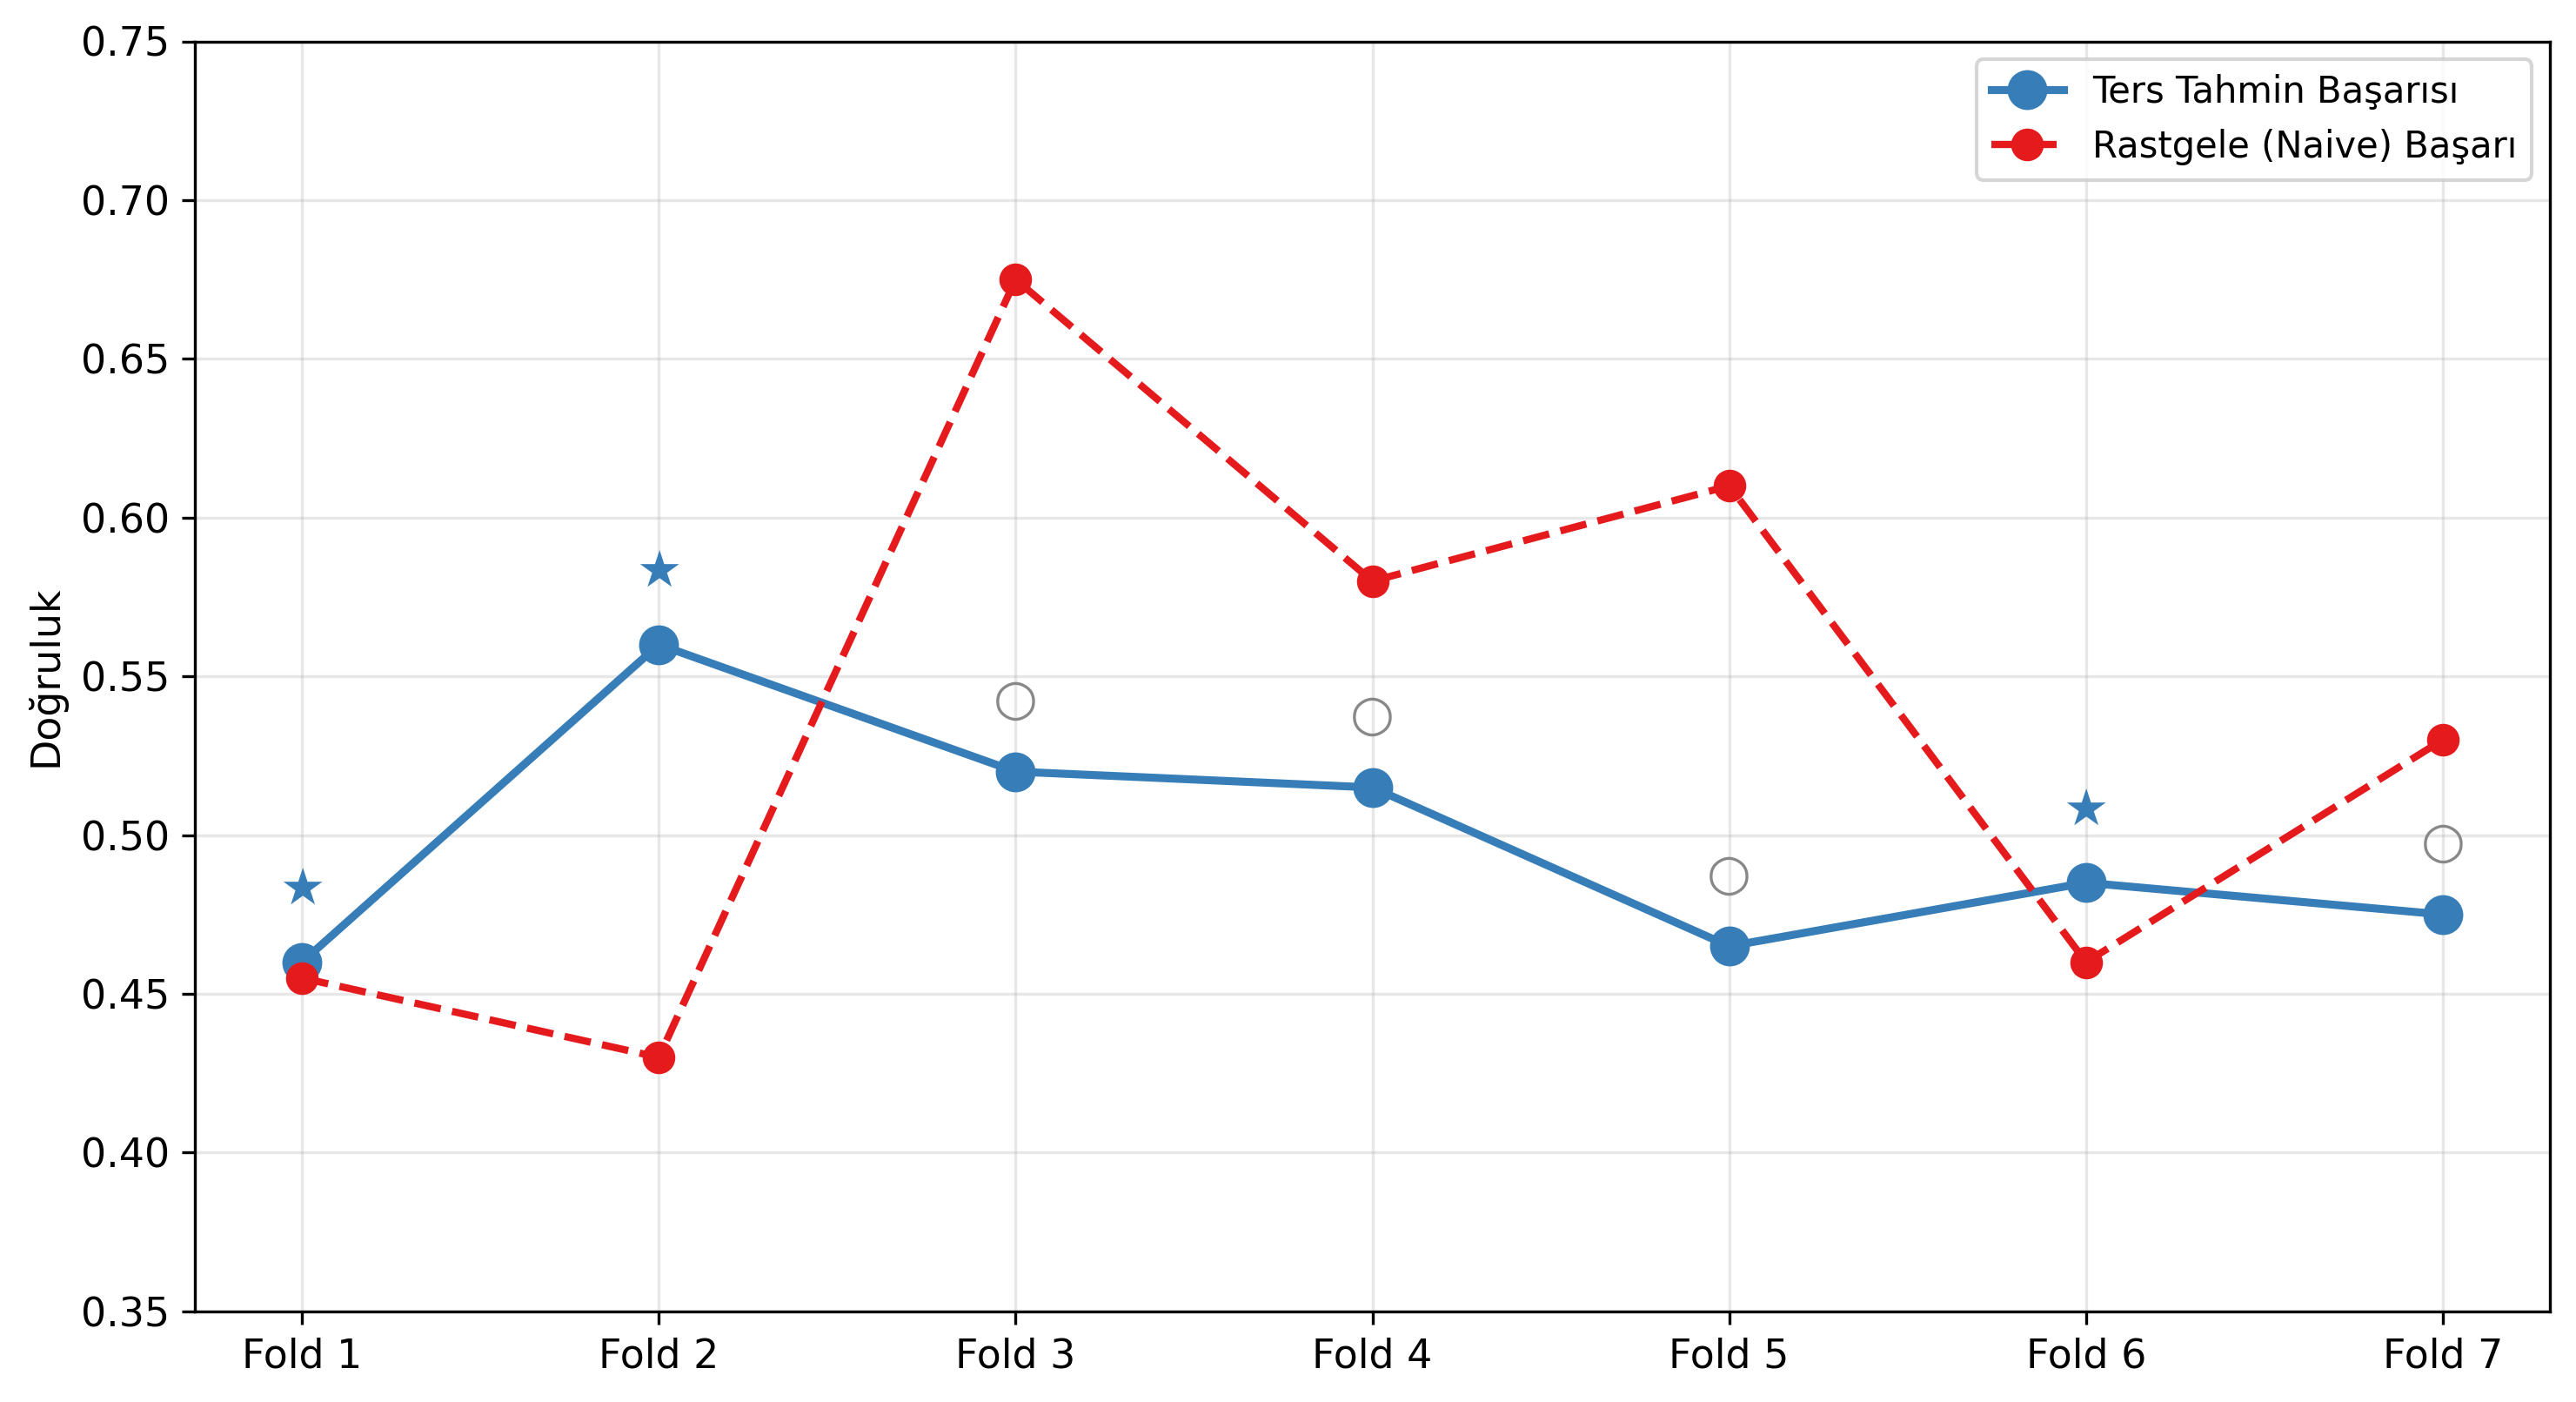 Ters Tahmin Başarısı
Rastgele (Naive) Başarı
Doğruluk
0.75
0.70
0.65
0.60
0.55
0.50
0.45
0.40
0.35
Fold 1 Fold 2 Fold 3 Fold 4 Fold 5 Fold 6 Fold 7